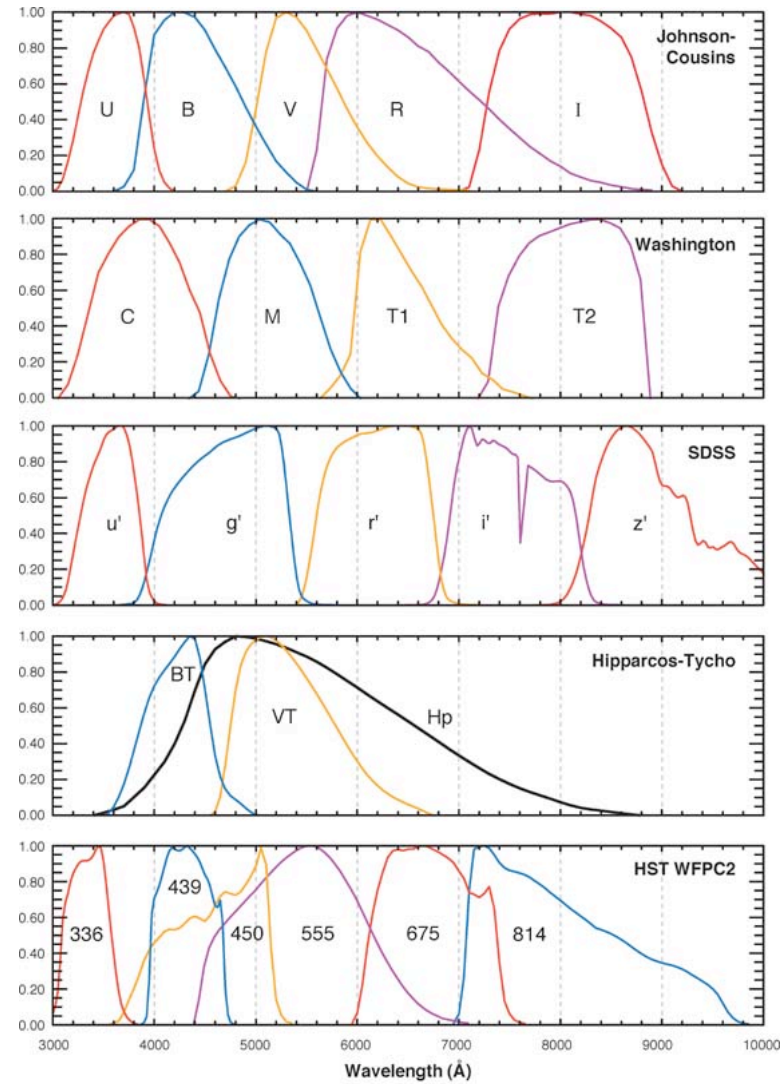 1.00
0.80
0.60
0.40
0.20
0.00
Johnson-
Cousins
U B V R I
1.00
0.80
0.60
0.40
0.20
0.00
Washington
C M T1 T2
1.00
0.80
0.60
0.40
0.20
0.00
SDSS
u' g' r' i' z'
1.00
0.80
0.60
0.40
0.20
0.00
Hipparcos-Tycho
BT
VT Hp
1.00
0.80
0.60
0.40
0.20
0.00
HST WFPC2
439
336 450 555 675 814
3000 4000 5000 6000 7000 8000 9000 10000
Wavelength (Å)